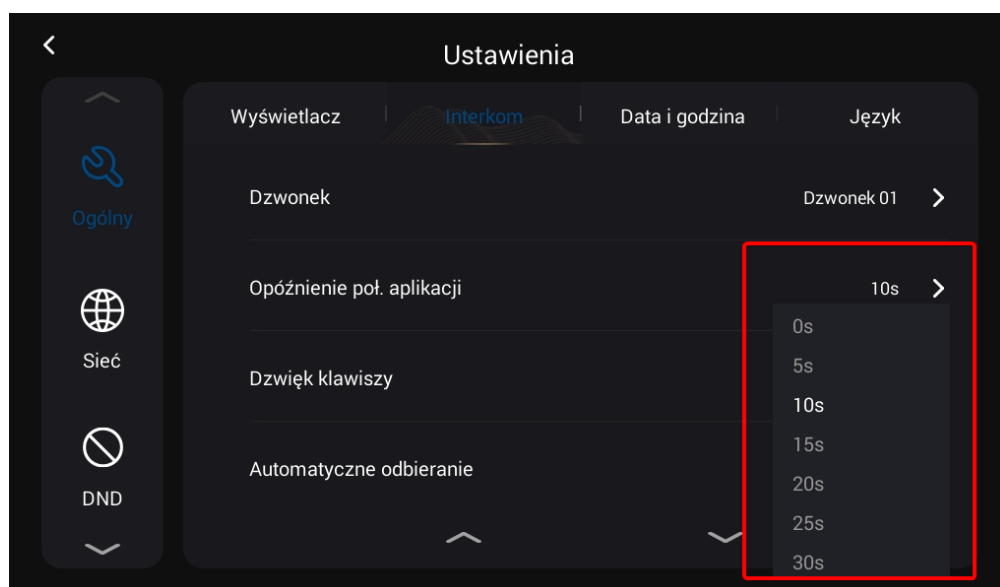 Ustawienia
Wyświetlacz Interkom Data i godzina Język
Ogólny
Sieć
DND
Dzwonek Dzwonek 01
Opóźnienie poł. aplikacji 10s
Dzwięk klawiszy
Automatyczne odbieranie
0s
5s
10s
15s
20s
25s
30s